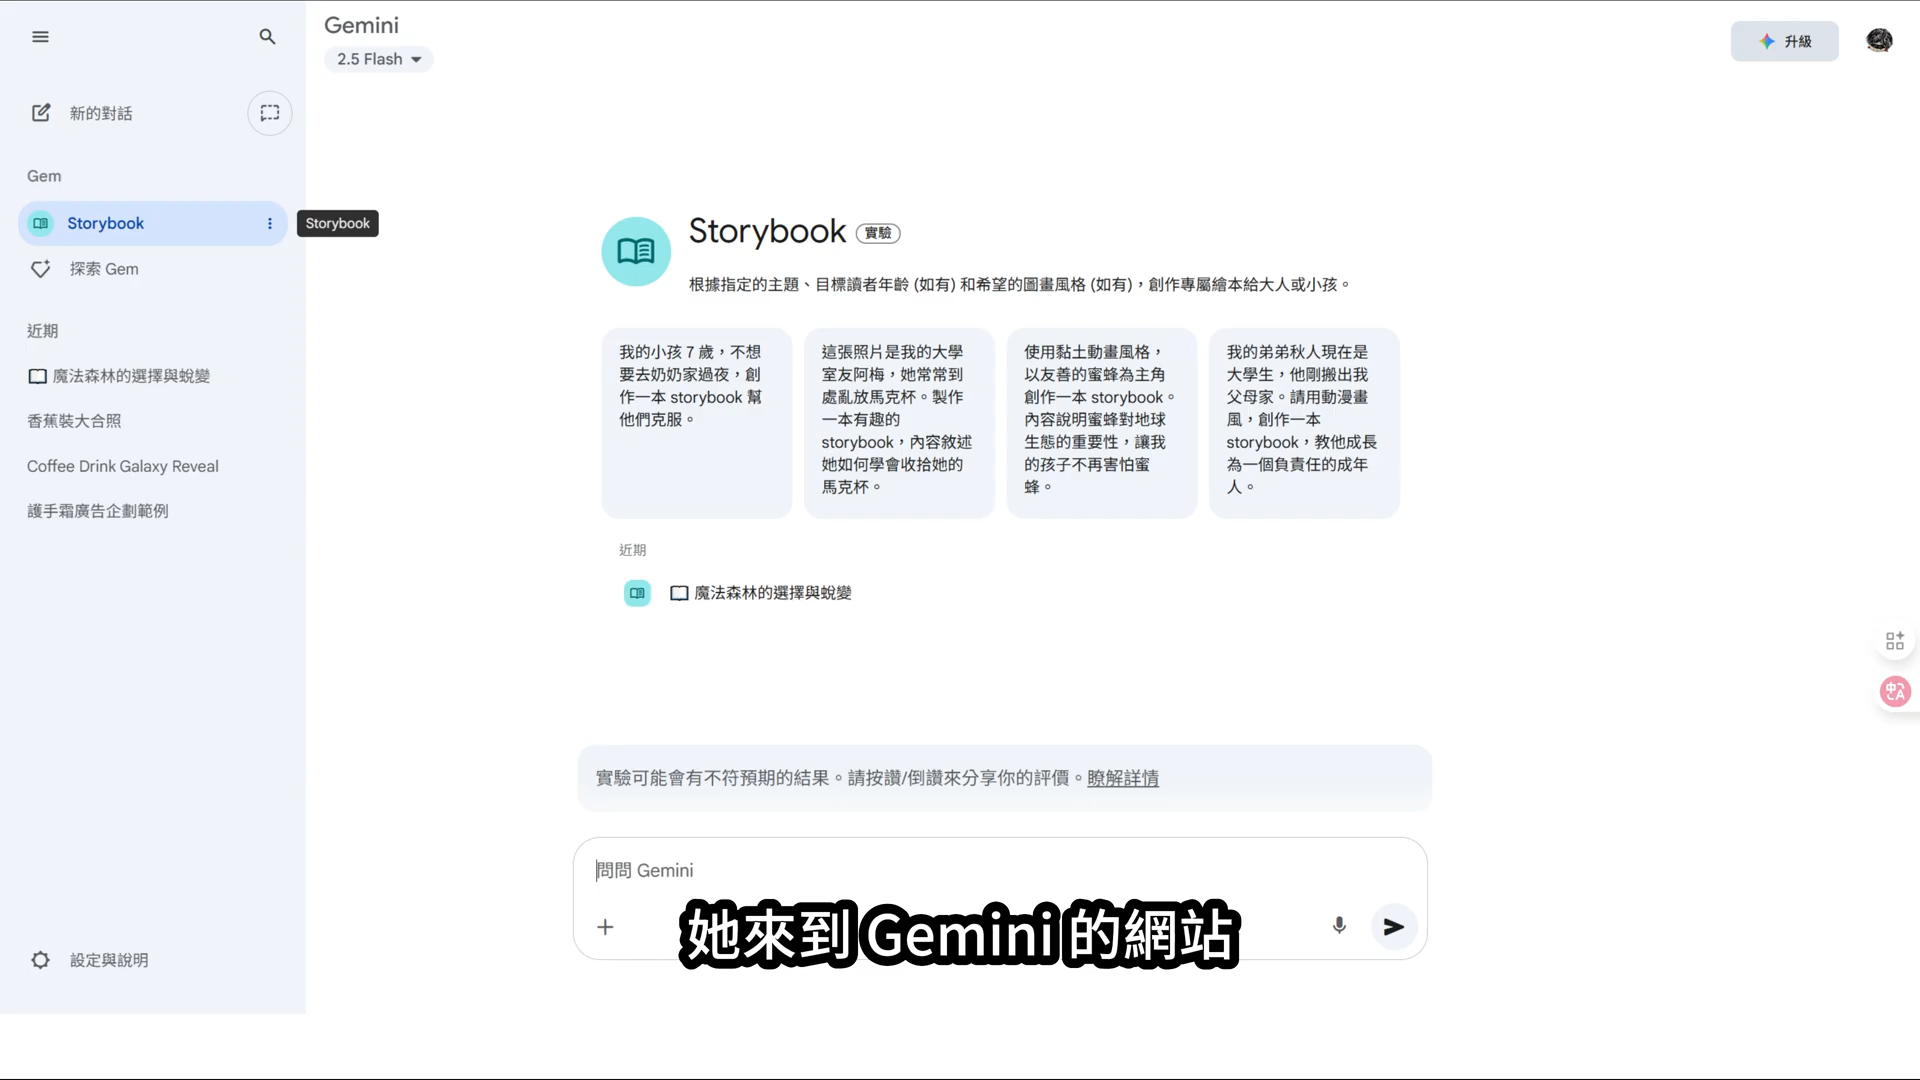 Gemini
2.5 Flash
升級
新的對話
Gem
Storybook
Storybook
探索 Gem
近期
魔法森林的選擇與蛻變
香蕉裝大合照
Coffee Drink Galaxy Reveal
護手霜廣告企劃範例
設定與說明
Storybook 實驗
根據指定的主題、目標讀者年齡 (如有) 和希望的圖畫風格 (如有)，創作專屬繪本給大人或小孩。
我的小孩 7 歲，不想
要去奶奶家過夜，創
作一本 storybook 幫
他們克服。
這張照片是我的大學
室友阿梅，她常常到
處亂放馬克杯。製作
一本有趣的
storybook，內容敘述
她如何學會收拾她的
馬克杯。
使用黏土動畫風格，
以友善的蜜蜂為主角
創作一本 storybook。
內容說明蜜蜂對地球
生態的重要性，讓我
的孩子不再害怕蜜
蜂。
我的弟弟秋人現在是
大學生，他剛搬出我
父母家。請用動漫畫
風，創作一本
storybook，教他成長
為一個負責任的成年
人。
近期
魔法森林的選擇與蛻變
實驗可能會有不符預期的結果。請按讚/倒讚來分享你的評價。瞭解詳情
問問 Gemini
她來到 Gemini 的網站
中A